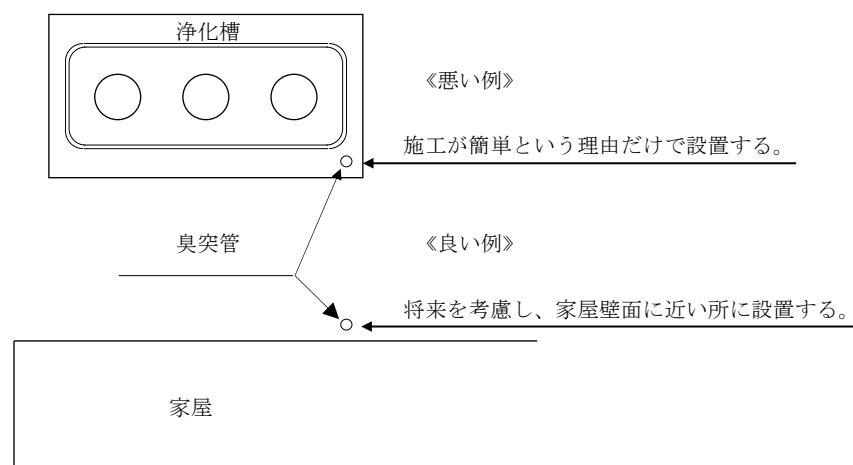 浄化槽
《悪い例》
施工が簡単という理由だけで設置する。
臭突管
《良い例》
将来を考慮し、家屋壁面に近い所に設置する。
家屋